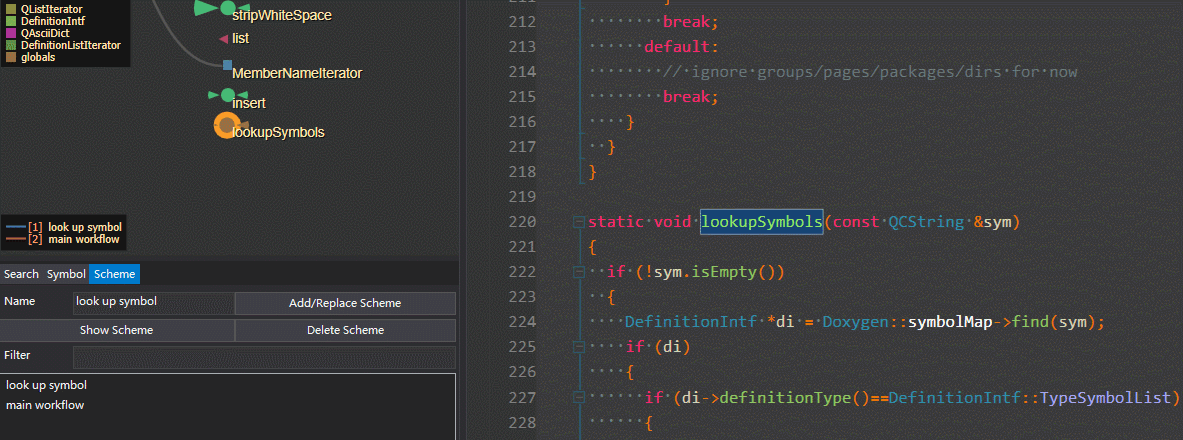 QListIterator
DefinitionIntf
QAsciiDict
DefinitionListIterator
globals
stripWhiteSpace
list
MemberNameIterator
insert
lookupSymbols
[1] look up symbol
[2] main workflow
Search Symbol Scheme
Name look up symbol Add/Replace Scheme
Show Scheme Delete Scheme
Filter
look up symbol
main workflow
211 }
212 break;
213 default:
214 // ignore groups/pages/packages/dirs for now
215 break;
216 }
217 }
218 }
219
220 static void lookupSymbols(const QCString &sym)
221 {
222 if (!sym.isEmpty())
223 {
224 DefinitionIntf *di = Doxygen::symbolMap->find(sym);
225 if (di)
226 {
227 if (di->definitionType()==DefinitionIntf::TypeSymbolList)
228 {